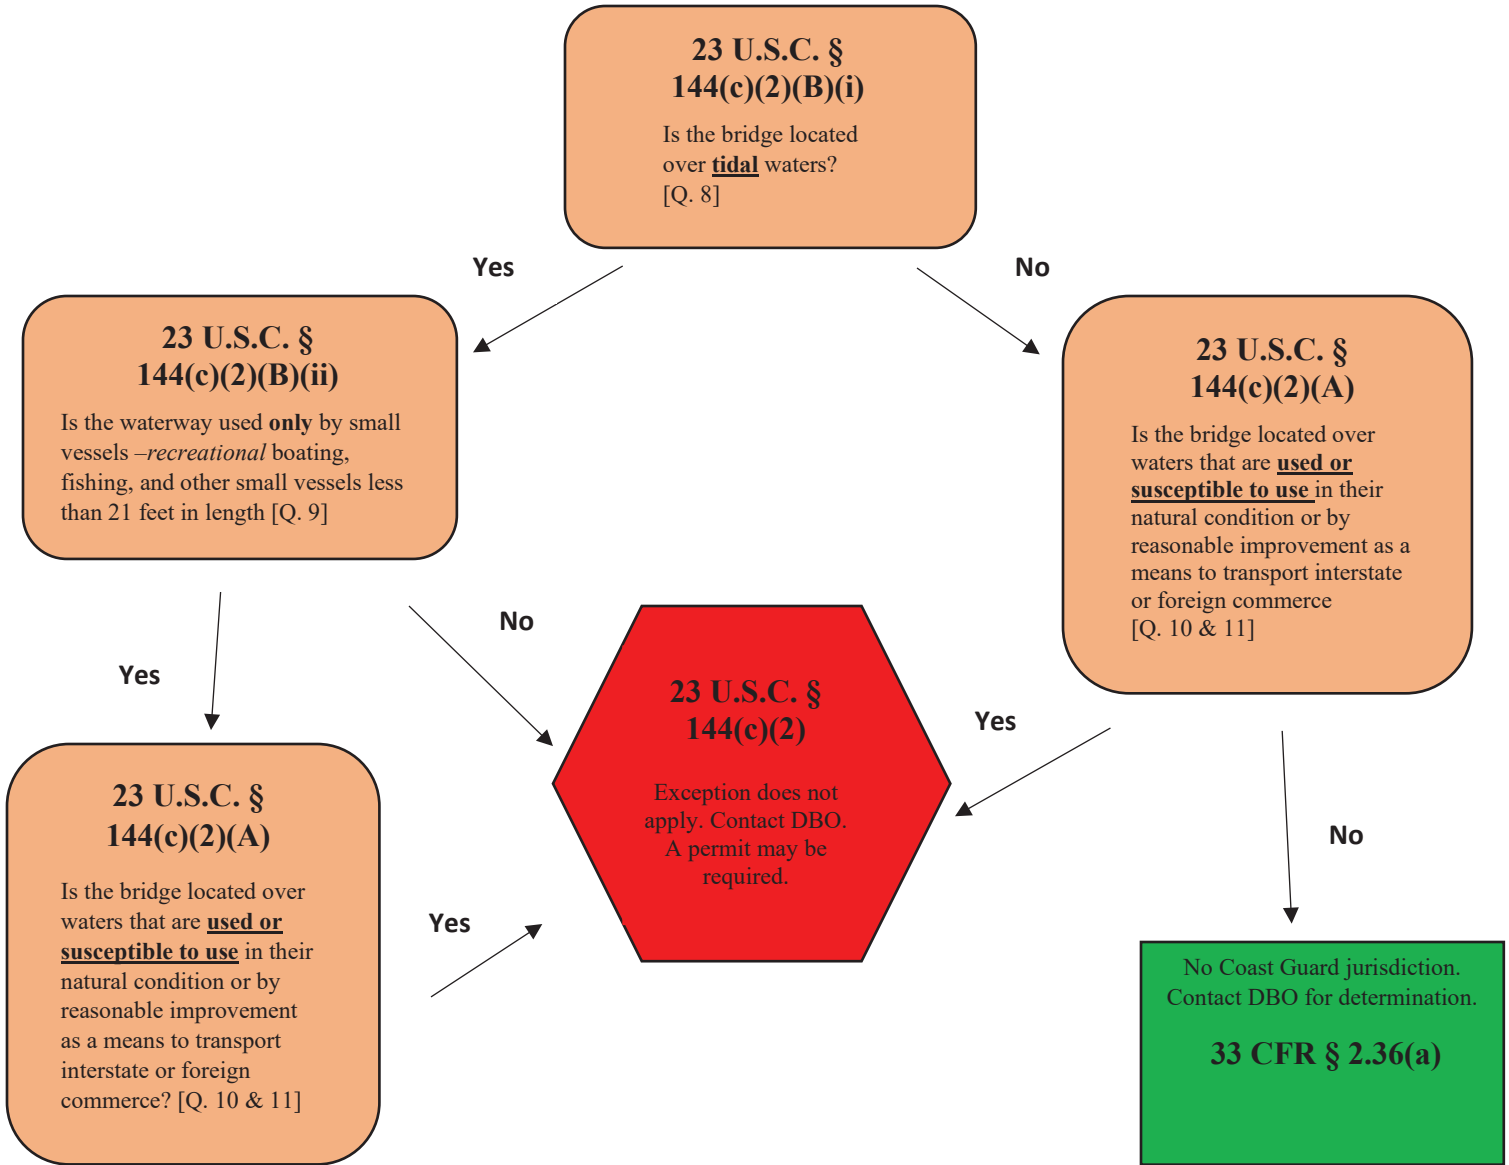 23 U.S.C. §
144(c)(2)(B)(i)
Is the bridge located
over tidal waters?
[Q. 8]
Yes
No
23 U.S.C. §
144(c)(2)(B)(ii)
Is the waterway used only by small
vessels –recreational boating,
fishing, and other small vessels less
than 21 feet in length [Q. 9]
23 U.S.C. §
144(c)(2)(A)
Is the bridge located over
waters that are used or
susceptible to use in their
natural condition or by
reasonable improvement as a
means to transport interstate
or foreign commerce
[Q. 10 & 11]
No
Yes
23 U.S.C. §
144(c)(2)
Exception does not
apply. Contact DBO.
A permit may be
required.
Yes
No
23 U.S.C. §
144(c)(2)(A)
Is the bridge located over
waters that are used or
susceptible to use in their
natural condition or by
reasonable improvement
as a means to transport
interstate or foreign
commerce? [Q. 10 & 11]
Yes
No Coast Guard jurisdiction.
Contact DBO for determination.
33 CFR § 2.36(a)